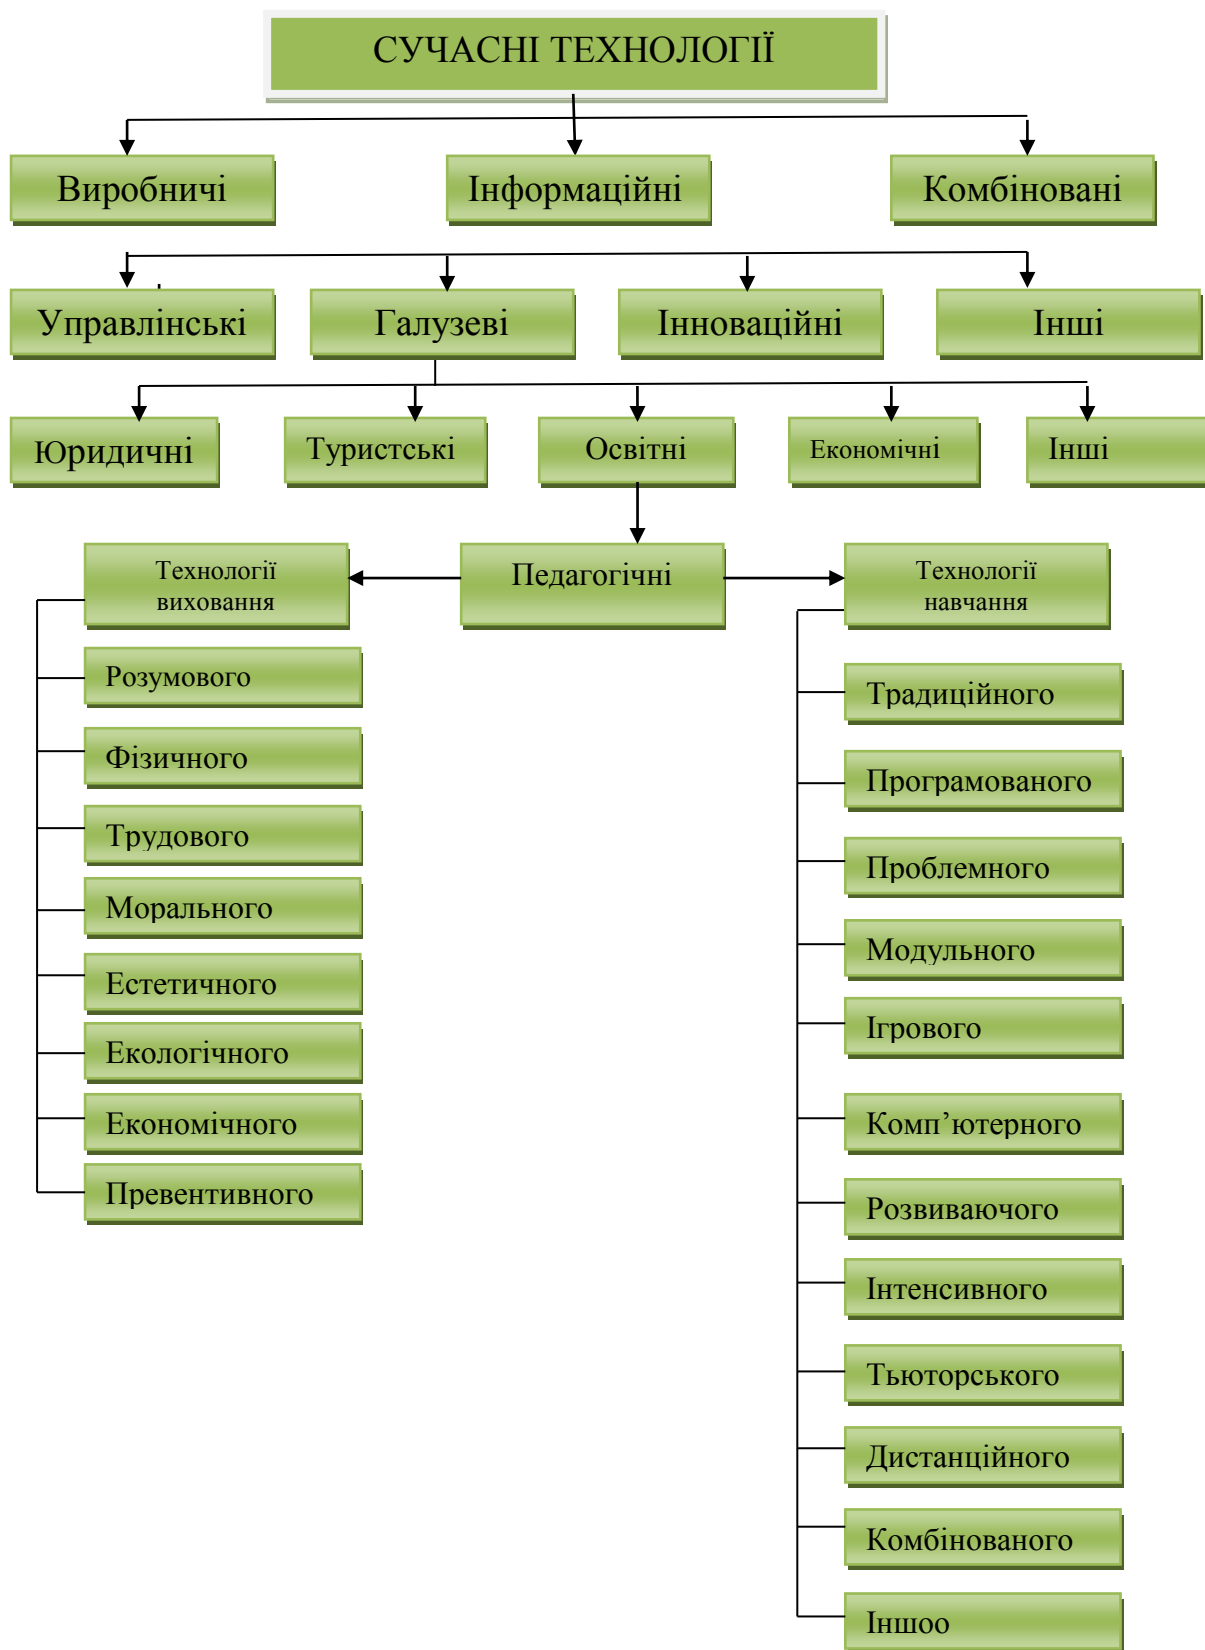 СУЧАСНІ ТЕХНОЛОГІЇ
Виробничі
Інформаційні
Комбіновані
Управлінські
Галузеві
Інноваційні
Інші
Юридичні
Туристські
Освітні
Економічні
Інші
Технології
виховання
Педагогічні
Технології
навчання
Розумового
Фізичного
Трудового
Морального
Естетичного
Екологічного
Економічного
Превентивного
Традиційного
Програмованого
Проблемного
Модульного
Ігрового
Комп’ютерного
Розвиваючого
Інтенсивного
Тьюторського
Дистанційного
Комбінованого
Іншоо